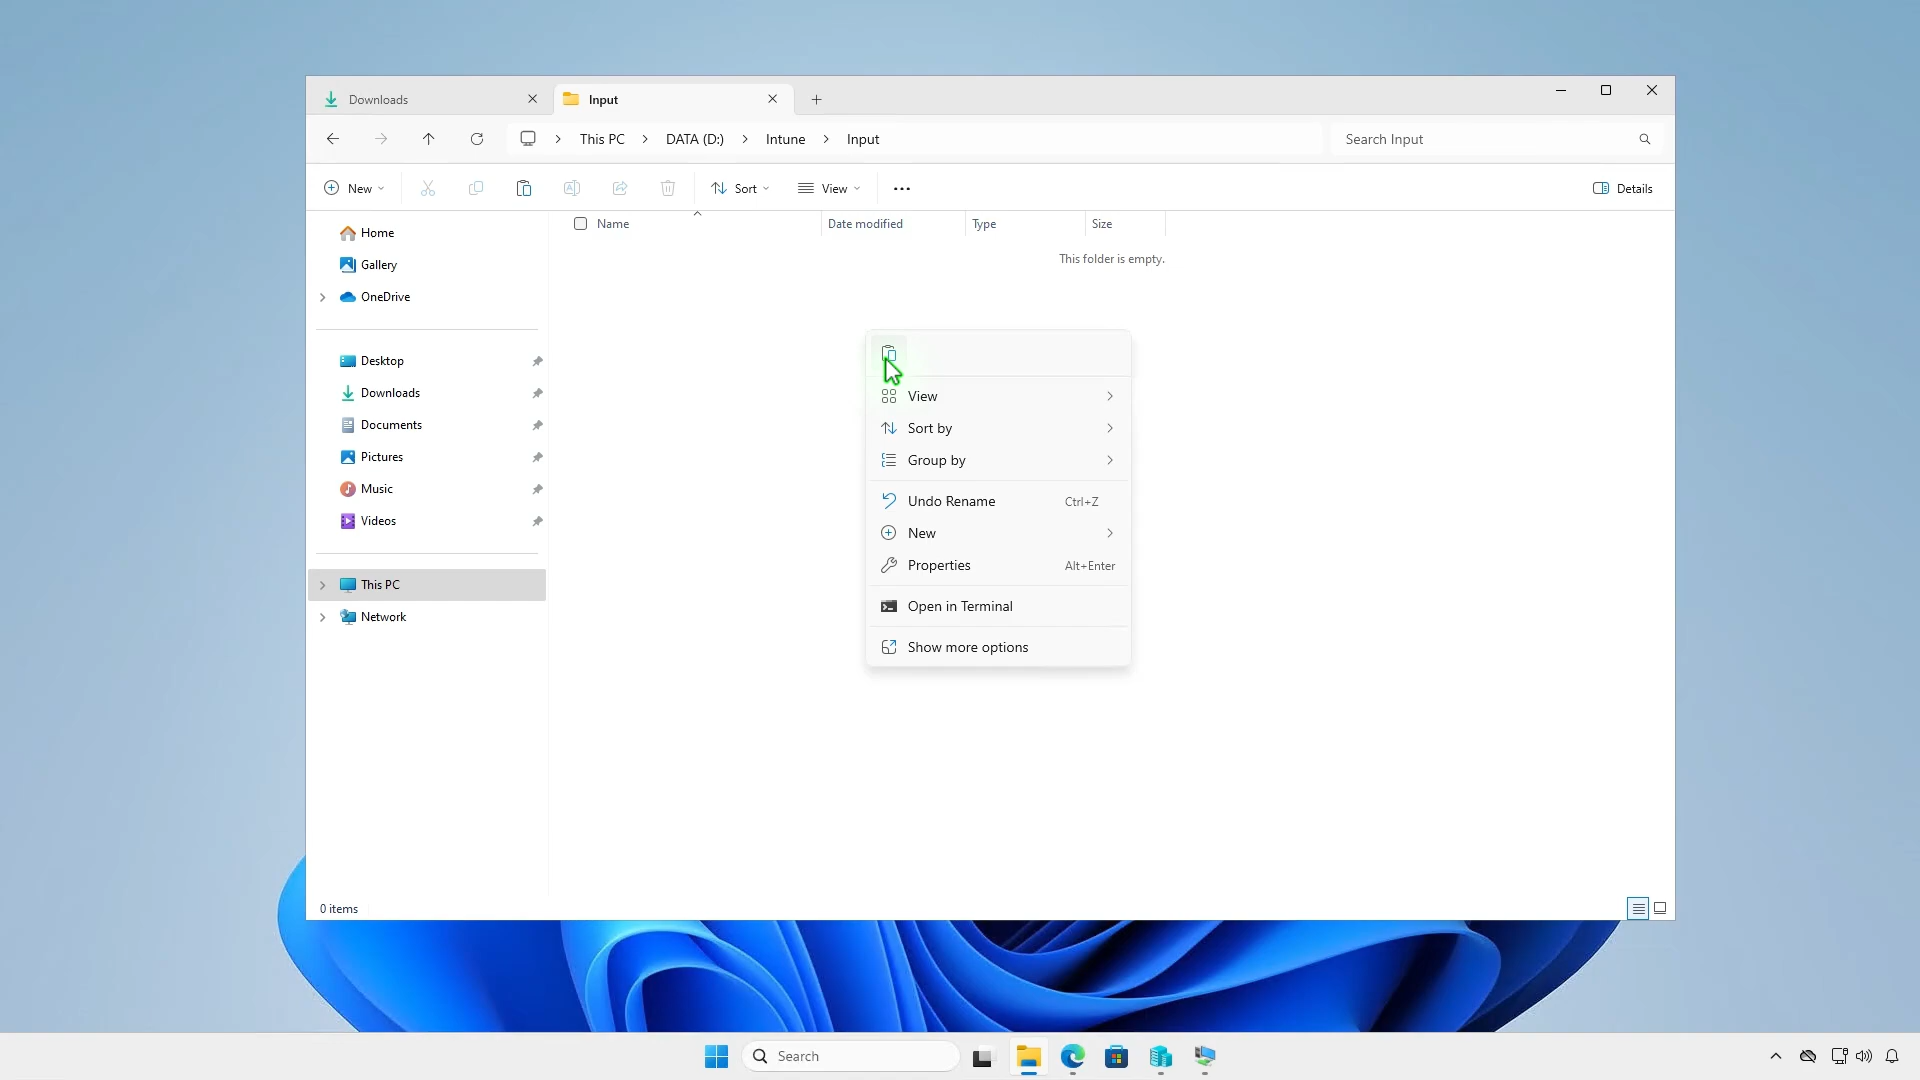 Downloads
Input
This PC
DATA (D:)
Intune
Input
Search Input
New
Sort
View
Details
Home
Gallery
OneDrive
Desktop
Downloads
Documents
Pictures
Music
Videos
This PC
Network
Name
Date modified
Type
Size
This folder is empty.
View
Sort by
Group by
Undo Rename Ctrl+Z
New
Properties Alt+Enter
Open in Terminal
Show more options
0 items
Search